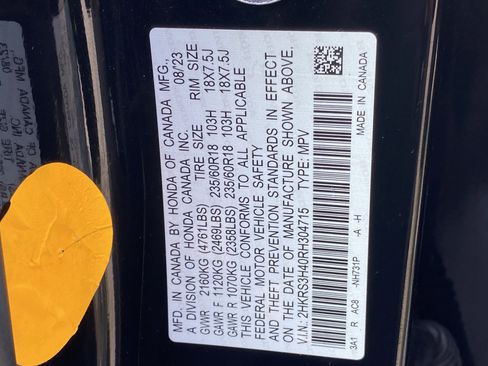 MFD. IN CANADA BY HONDA OF CANADA MFG., 08/23
A DIVISION OF HONDA CANADA INC.
TIRE SIZE RIM SIZE
GVWR 2160KG (4761LBS)
GAWR F 1120KG (2469LBS) 235/60R18 103H 18X7.5J
GAWR R 1070KG (2358LBS) 235/60R18 103H 18X7.5J
THIS VEHICLE CONFORMS TO ALL APPLICABLE
FEDERAL MOTOR VEHICLE SAFETY
AND THEFT PREVENTION STANDARDS IN EFFECT
ON THE DATE OF MANUFACTURE SHOWN ABOVE.
V.I.N: 2HKRS3H40RH304715 TYPE: MPV
3A1 R AC8 -NH731P -A -H MADE IN CANADA